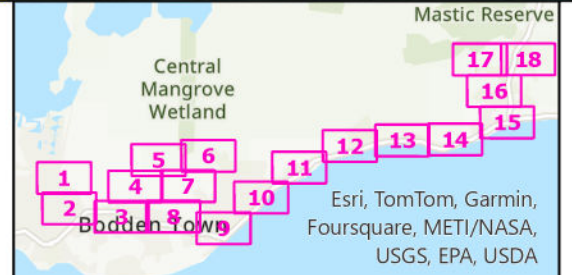 Mastic Reserve
17 18
Central
Mangrove
Wetland
16
15
12 13 14
5 6
11
1 4 7
10
Esri, TomTom, Garmin,
2 3 8
Bodden Town
9
Foursquare, METI/NASA,
USGS, EPA, USDA